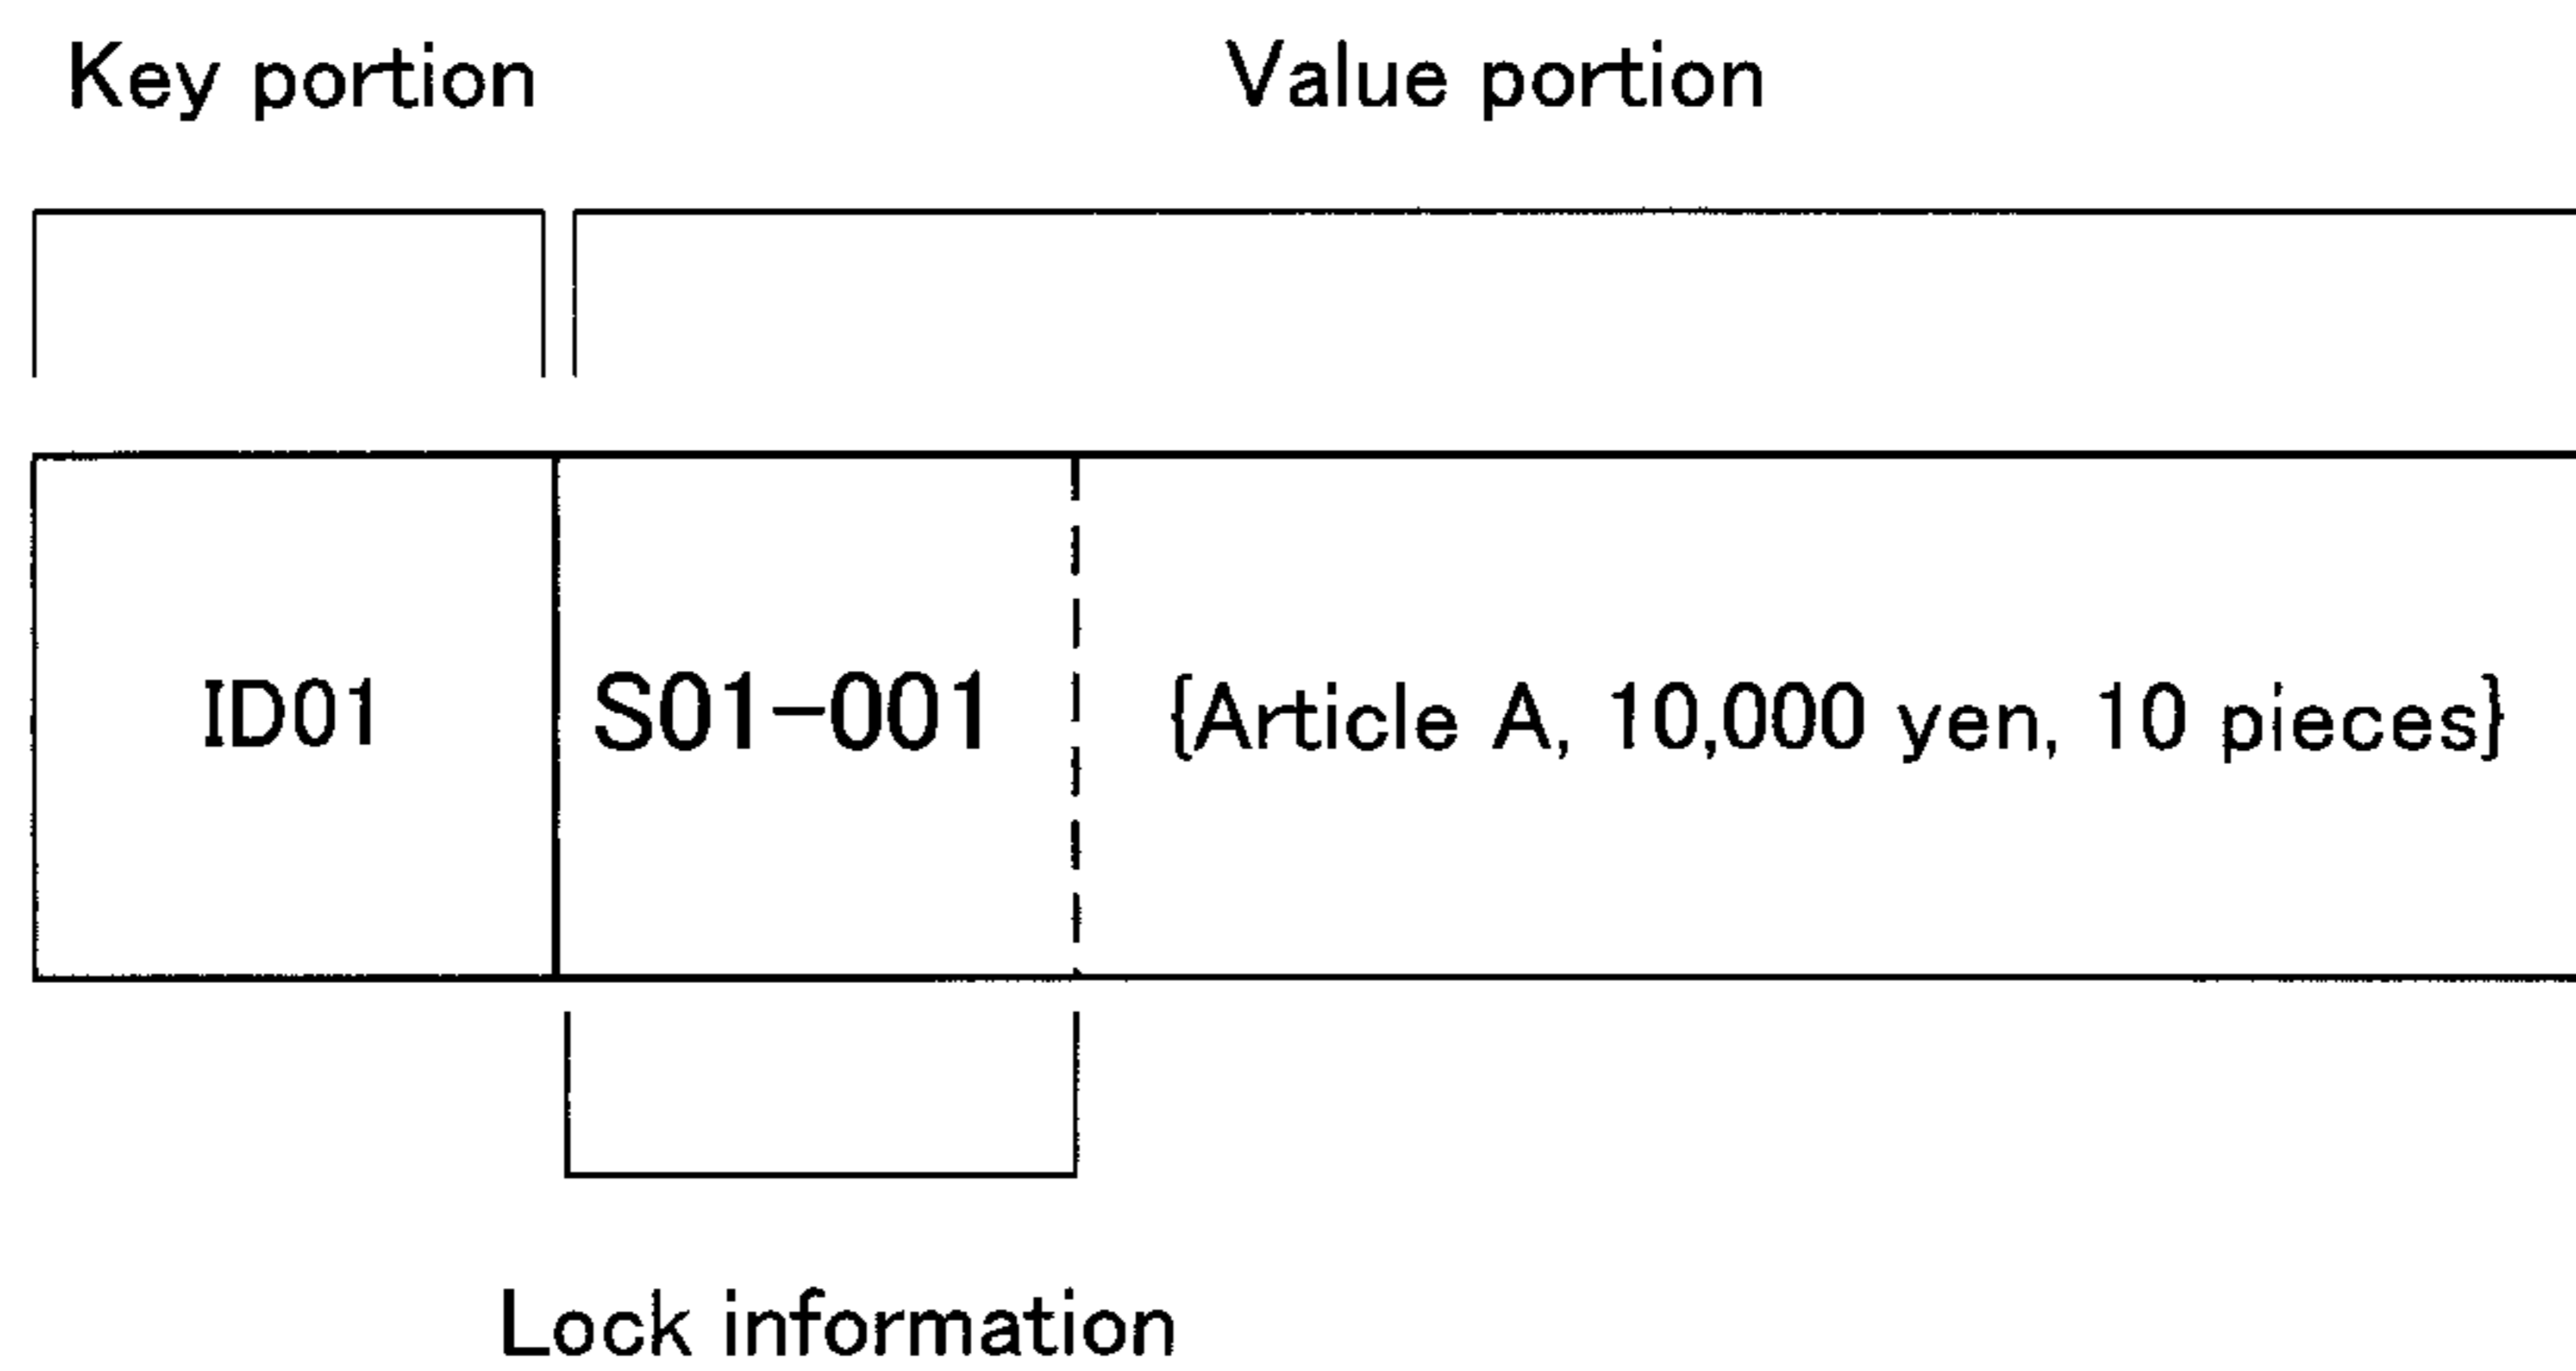 Key portion Value portion
ID01 S01-001 {Article A, 10,000 yen, 10 pieces}
Lock information